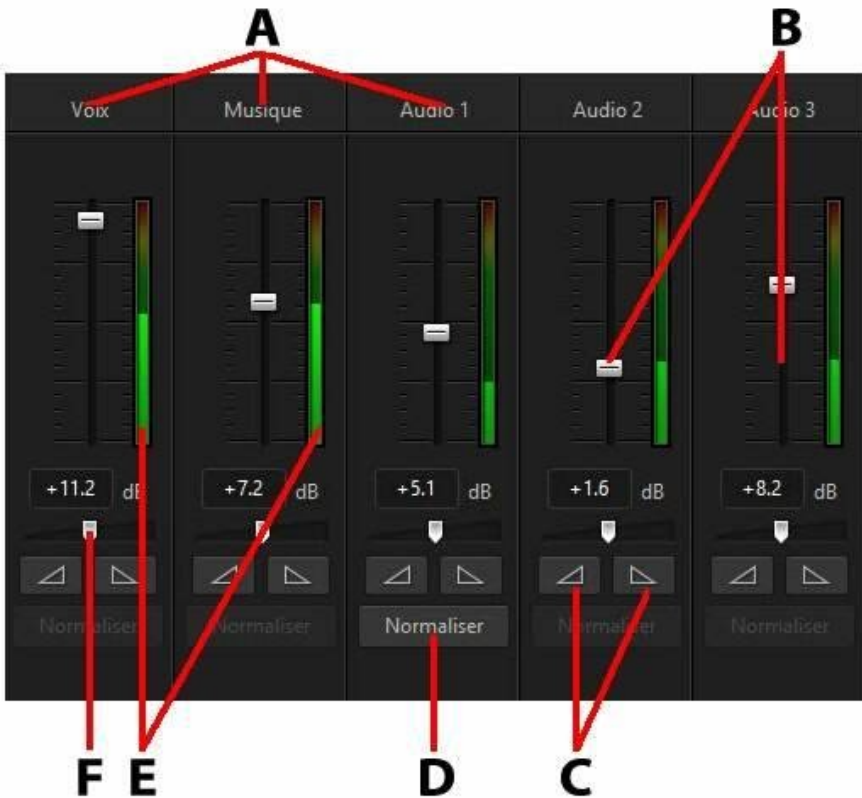 A B
Voix Musique Audio 1 Audio 2 Audio 3
+11.2 dB +7.2 dB +5.1 dB +1.6 dB +8.2 dB
Normaliser Normaliser Normaliser Normaliser Normaliser
F E D C